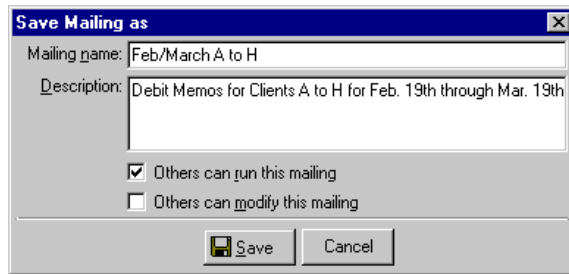 Save Mailing as
Mailing name: Feb/March A to H
Description: Debit Memos for Clients A to H for Feb. 19th through Mar. 19th
Others can run this mailing
Others can modify this mailing
Save Cancel